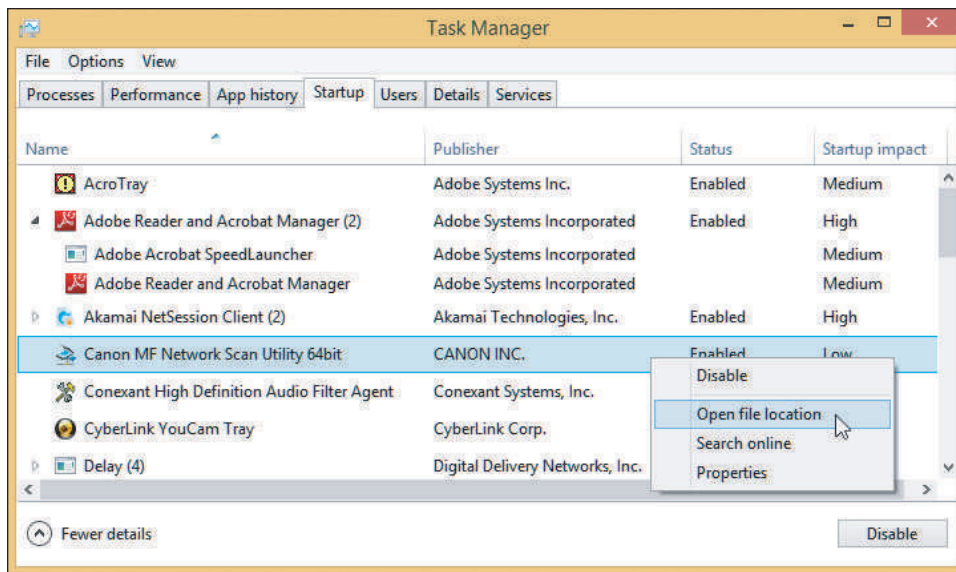 Task Manager
File Options View
Processes Performance App history Startup Users Details Services
Name Publisher Status Startup impact
AcroTray Adobe Systems Inc. Enabled Medium
Adobe Reader and Acrobat Manager (2) Adobe Systems Incorporated Enabled High
Adobe Acrobat SpeedLauncher Adobe Systems Incorporated Medium
Adobe Reader and Acrobat Manager Adobe Systems Incorporated Medium
Akamai NetSession Client (2) Akamai Technologies, Inc. Enabled High
Canon MF Network Scan Utility 64bit CANON INC. Enabled Low
Disable
Conexant High Definition Audio Filter Agent Conexant Systems, Inc.
Open file location
CyberLink YouCam Tray CyberLink Corp.
Search online
Delay (4) Digital Delivery Networks, Inc.
Properties
Fewer details Disable